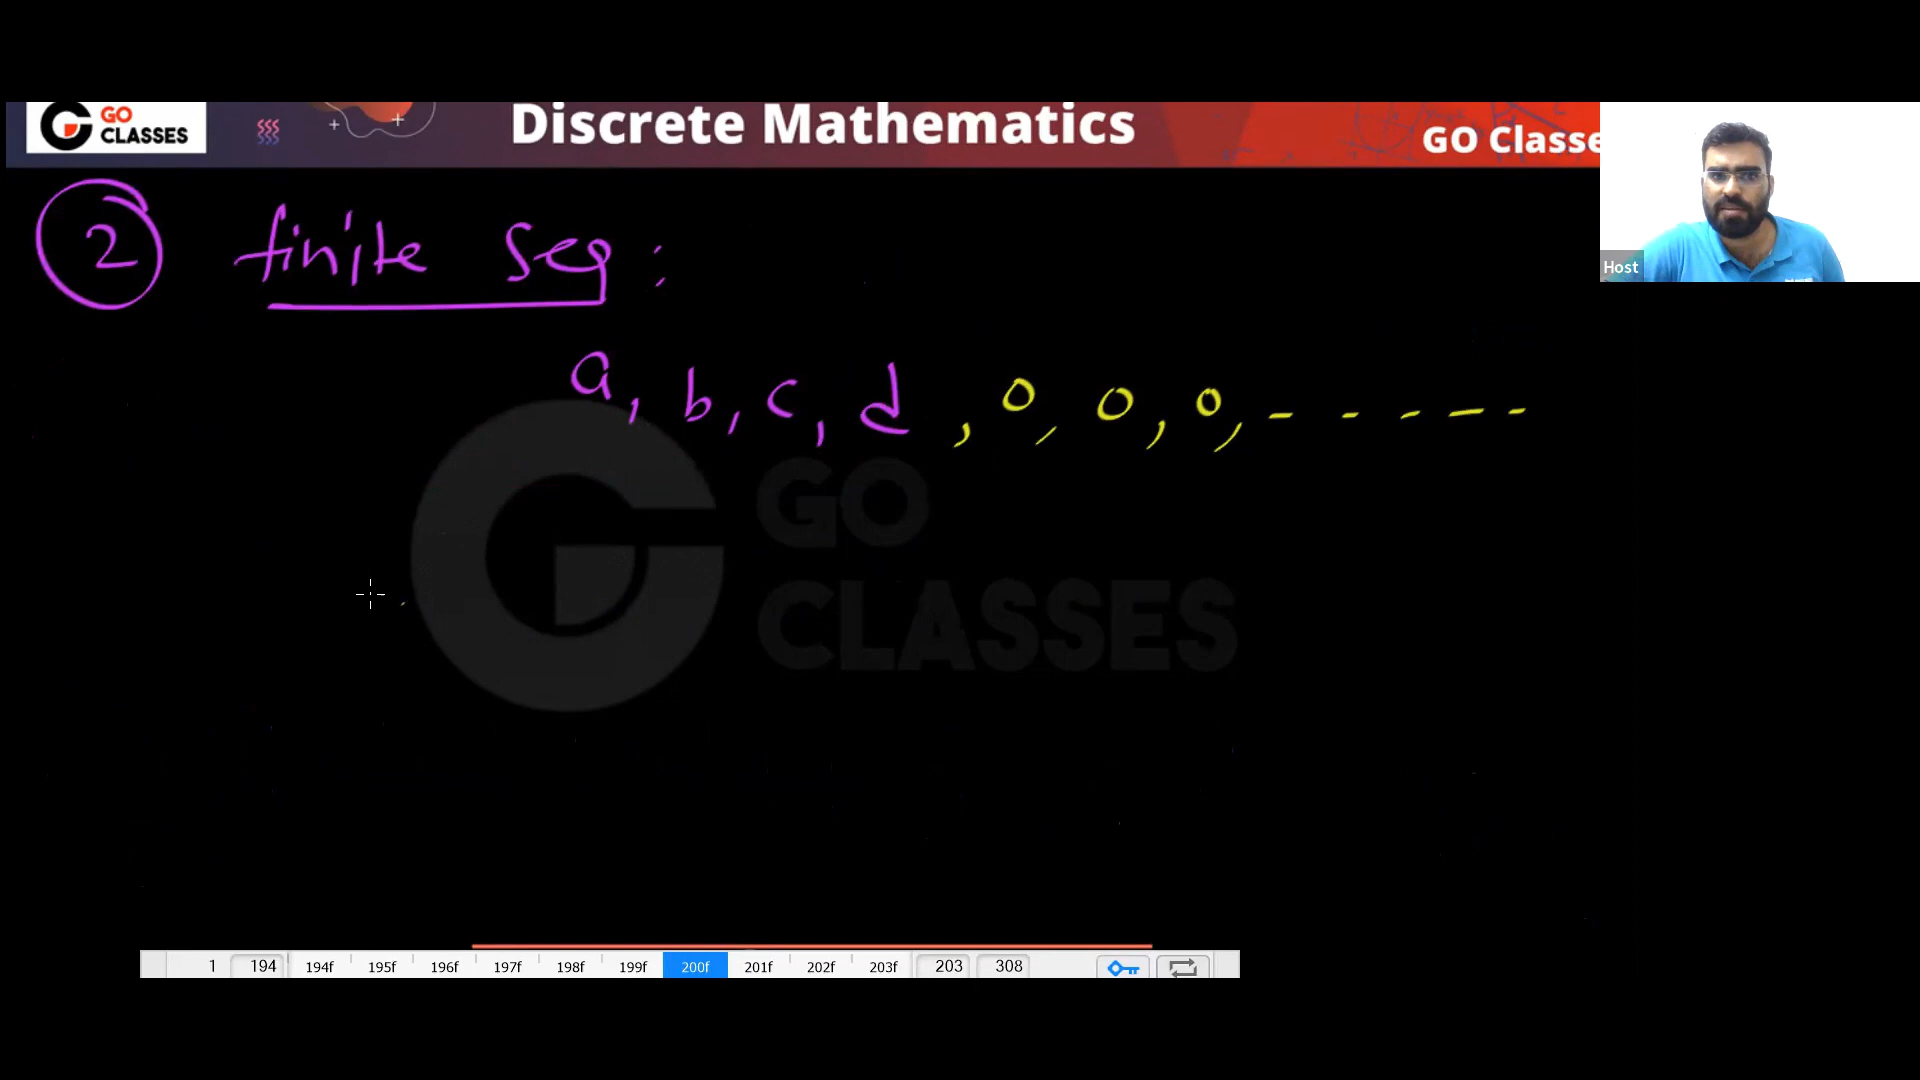 GO CLASSES
Discrete Mathematics
GO Classe
Host
2 finite seq :
a, b, c, d , 0, 0, 0, - - - - -
GO
CLASSES
1 194 194f 195f 196f 197f 198f 199f 200f 201f 202f 203f 203 308